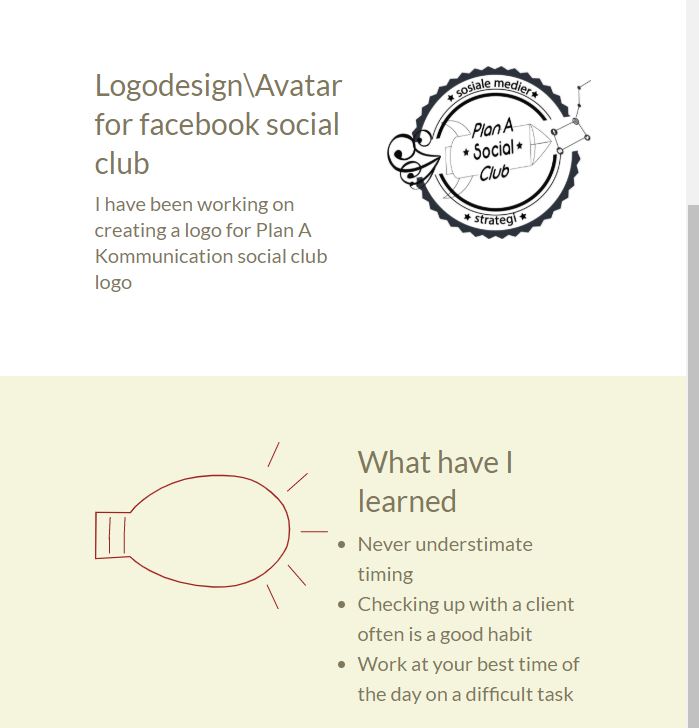 Logodesign\Avatar
for facebook social
club
I have been working on
creating a logo for Plan A
Kommunication social club
logo
sosiale medier
Plan A
Social
Club
strategi
What have I
learned
Never understimate
timing
Checking up with a client
often is a good habit
Work at your best time of
the day on a difficult task